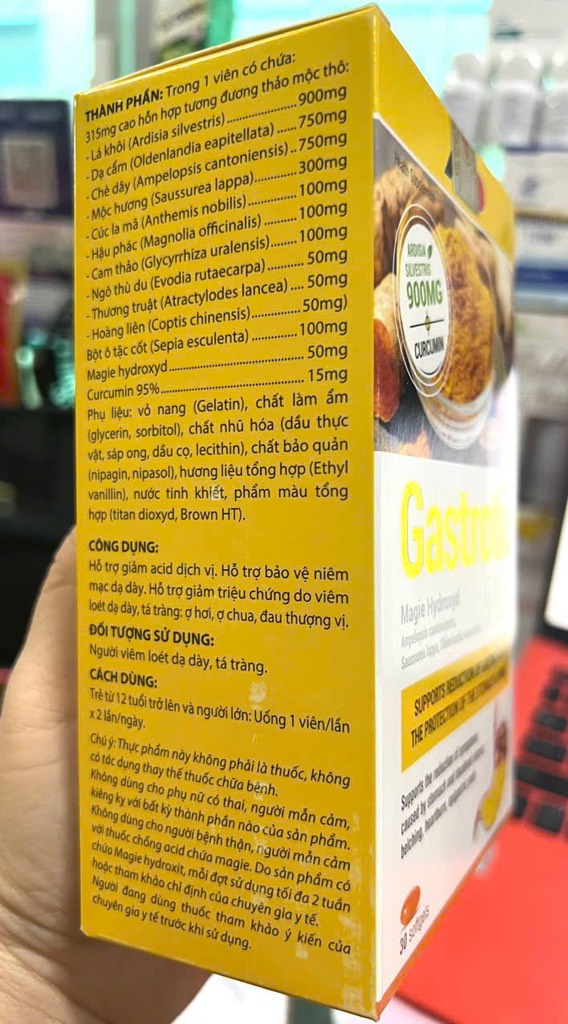 THÀNH PHẦN: Trong 1 viên có chứa:
315mg cao hỗn hợp tương đương thảo mộc thô:
- Lá khôi (Ardisia silvestris) ........ 900mg
- Dạ cẩm (Oldenlandia eapitellata) ..... 750mg
- Chè dây (Ampelopsis cantoniensis) .. 750mg
- Mộc hương (Saussurea lappa) .......... 300mg
- Cúc la mã (Anthemis nobilis) .......... 100mg
- Hậu phác (Magnolia officinalis) ....... 100mg
- Cam thảo (Glycyrrhiza uralensis) ....... 100mg
- Ngô thù du (Evodia rutaecarpa) .......... 50mg
- Thương truật (Atractylodes lancea) .... 50mg
- Hoàng liên (Coptis chinensis) .............. 50mg)
Bột ô tặc cốt (Sepia esculenta) ............ 100mg
Magie hydroxyd ............................ 50mg
Curcumin 95% .............................. 15mg
Phụ liệu: vỏ nang (Gelatin), chất làm ẩm
(glycerin, sorbitol), chất nhũ hóa (dầu thực
vật, sáp ong, dầu cọ, lecithin), chất bảo quản
(nipagin, nipasol), hương liệu tổng hợp (Ethyl
vanillin), nước tinh khiết, phẩm màu tổng
hợp (titan dioxyd, Brown HT).
CÔNG DỤNG:
Hỗ trợ giảm acid dịch vị. Hỗ trợ bảo vệ niêm
mạc dạ dày. Hỗ trợ giảm triệu chứng do viêm
loét dạ dày, tá tràng: ợ hơi, ợ chua, đau thượng vị.
ĐỐI TƯỢNG SỬ DỤNG:
Người viêm loét dạ dày, tá tràng.
CÁCH DÙNG:
Trẻ từ 12 tuổi trở lên và người lớn: Uống 1 viên/lần
x 2 lần/ngày.
Chú ý: Thực phẩm này không phải là thuốc, không
có tác dụng thay thế thuốc chữa bệnh.
Không dùng cho phụ nữ có thai, người mẫn cảm,
kiêng kỵ với bất kỳ thành phần nào của sản phẩm.
Không dùng cho người bệnh thận, người mẫn cảm
với thuốc chống acid chứa magie. Do sản phẩm có
chứa Magie hydroxit, mỗi đợt sử dụng tối đa 2 tuần
hoặc tham khảo chỉ định của chuyên gia y tế.
Người đang dùng thuốc tham khảo ý kiến của
chuyên gia y tế trước khi sử dụng.
ARDISIA
SILVESTRIS
900MG
CURCUMIN
Magie Hydroxyd
Saussurea lappa,
SUPPORTS
THE PROTECTION OF THE
Supports the
caused by stomach and
belching, heartburn,
30 softgels